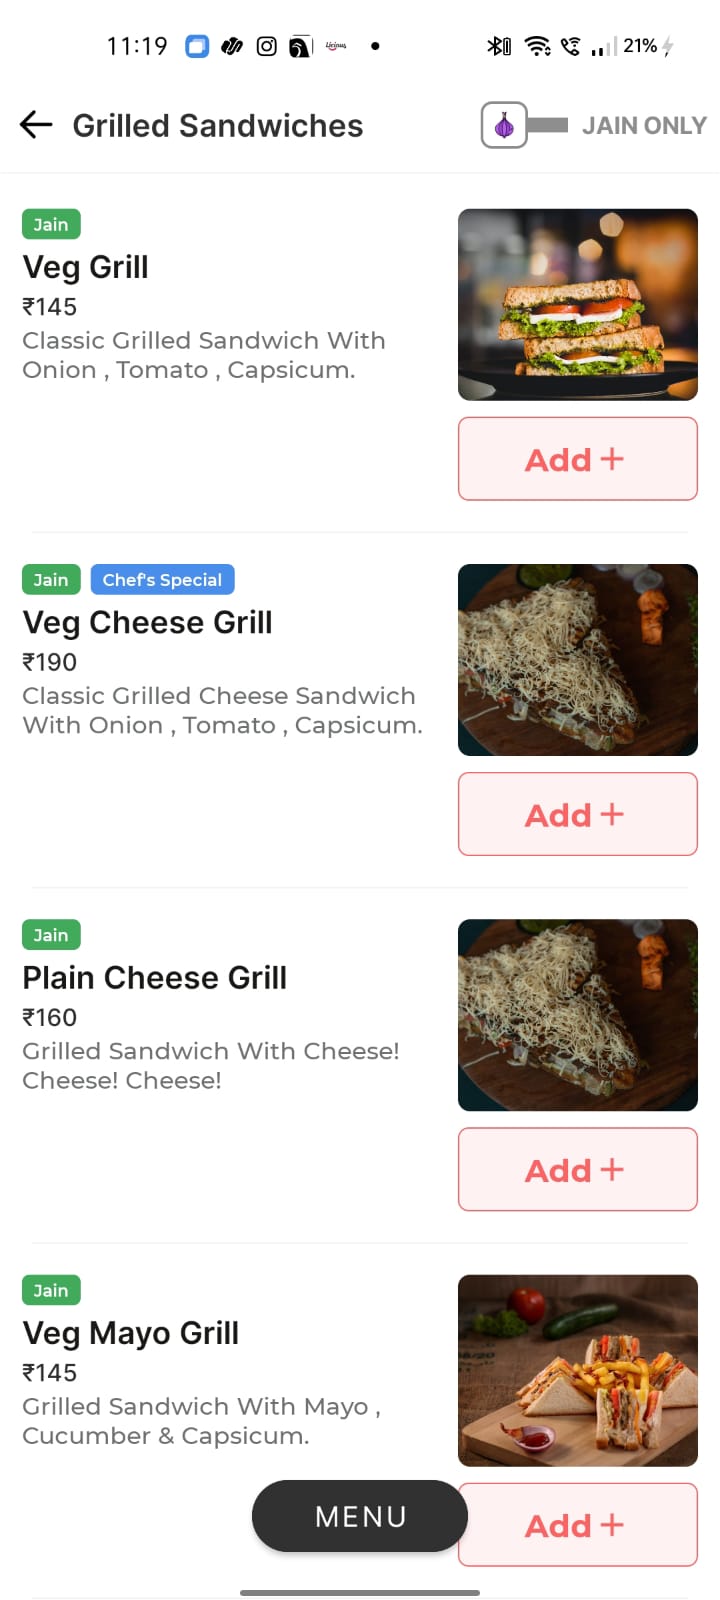 11:19
Licious
21%
Grilled Sandwiches
JAIN ONLY
Jain
Veg Grill
₹145
Classic Grilled Sandwich With
Onion , Tomato , Capsicum.
Add +
Jain Chef's Special
Veg Cheese Grill
₹190
Classic Grilled Cheese Sandwich
With Onion , Tomato , Capsicum.
Add +
Jain
Plain Cheese Grill
₹160
Grilled Sandwich With Cheese!
Cheese! Cheese!
Add +
Jain
Veg Mayo Grill
₹145
Grilled Sandwich With Mayo ,
Cucumber & Capsicum.
Add +
MENU